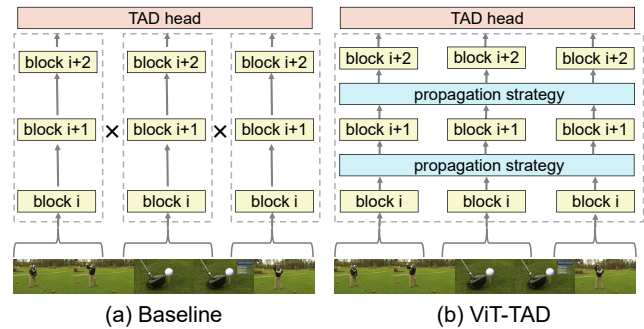 TAD head
block i+2 block i+2 block i+2
block i+1 × block i+1 × block i+1
block i block i block i
(a) Baseline
TAD head
block i+2 block i+2 block i+2
propagation strategy
block i+1 block i+1 block i+1
propagation strategy
block i block i block i
(b) ViT-TAD